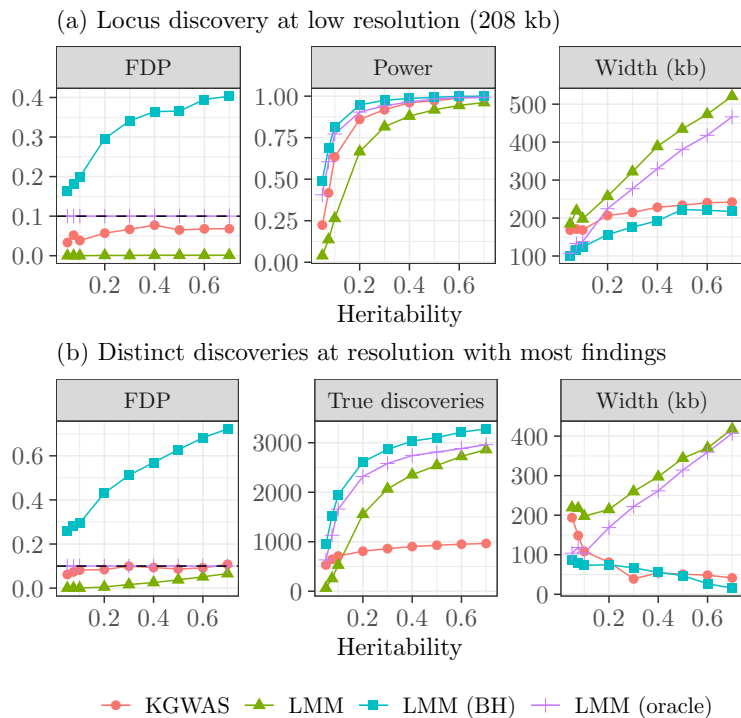 (a) Locus discovery at low resolution (208 kb)
FDP Power Width (kb)
0.4 1.00 500
0.3 0.75 400
0.2 0.50 300
0.1 0.25 200
0.0 0.00 100
0.2 0.4 0.6 0.2 0.4 0.6 0.2 0.4 0.6
Heritability
(b) Distinct discoveries at resolution with most findings
FDP True discoveries Width (kb)
0.6 3000 400
0.4 2000 300
0.2 1000 200
0.0 0 100
0
0.2 0.4 0.6 0.2 0.4 0.6 0.2 0.4 0.6
Heritability
KGWAS LMM LMM (BH) LMM (oracle)